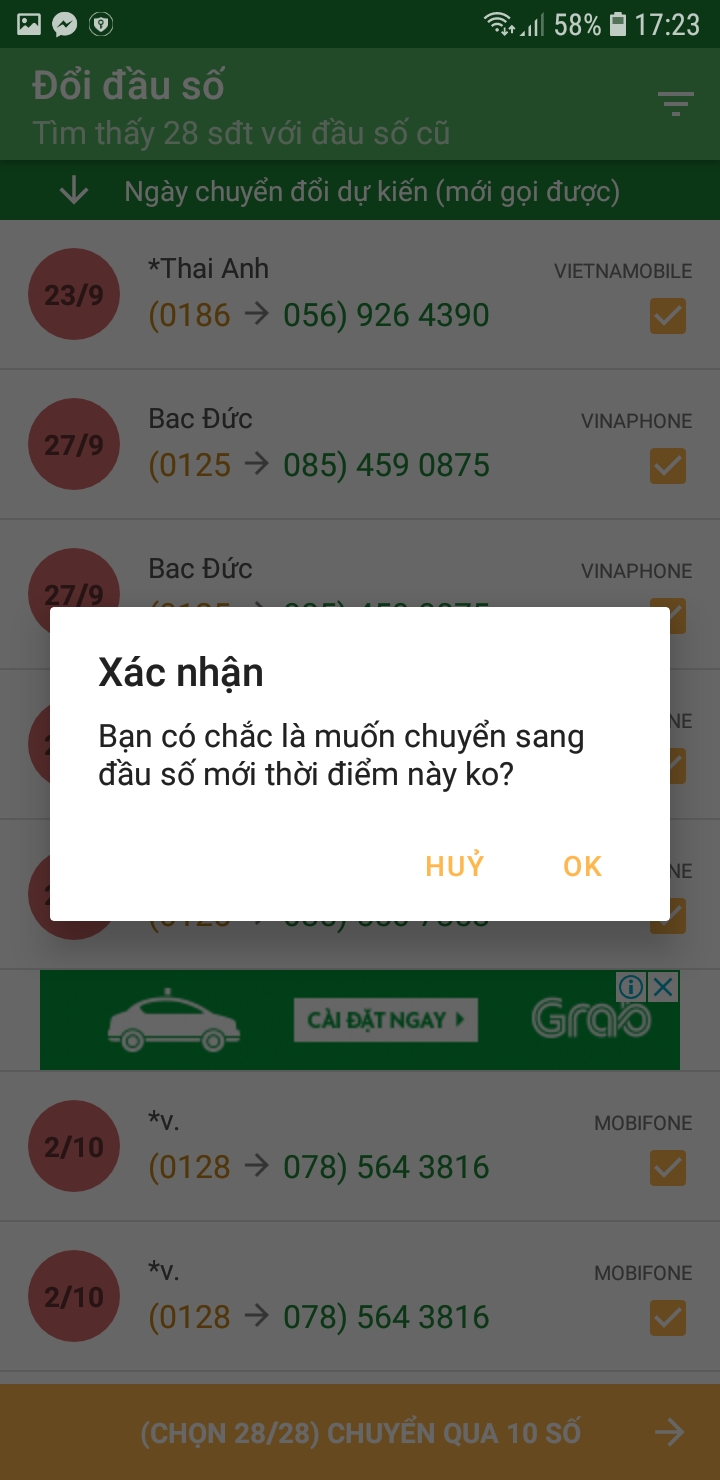 58% 17:23
Đổi đầu số
Tìm thấy 28 sđt với đầu số cũ
Ngày chuyển đổi dự kiến (mới gọi được)
*Thai Anh
VIETNAMOBILE
23/9
(0186 → 056) 926 4390
Bac Đức
VINAPHONE
27/9
(0125 → 085) 459 0875
Bac Đức
VINAPHONE
27/9
Xác nhận
Bạn có chắc là muốn chuyển sang
đầu số mới thời điểm này ko?
HUỶ OK
CÀI ĐẶT NGAY
Grab
*v.
MOBIFONE
2/10
(0128 → 078) 564 3816
*v.
MOBIFONE
2/10
(0128 → 078) 564 3816
(CHỌN 28/28) CHUYỂN QUA 10 SỐ